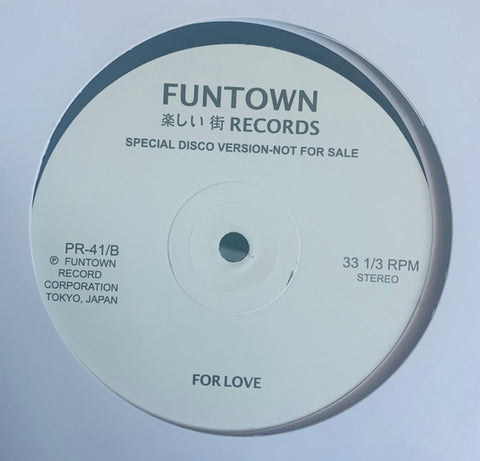 FUNTOWN
楽しい 街 RECORDS
SPECIAL DISCO VERSION-NOT FOR SALE
PR-41/B
℗ FUNTOWN
RECORD
CORPORATION
TOKYO, JAPAN
33 1/3 RPM
STEREO
FOR LOVE